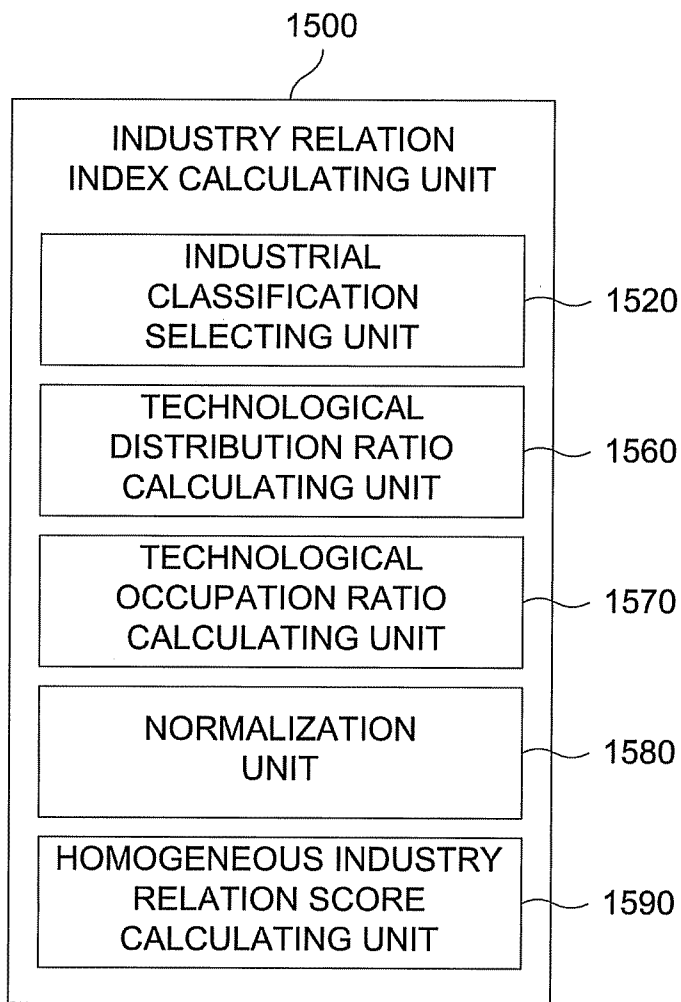 1500
INDUSTRY RELATION
INDEX CALCULATING UNIT
INDUSTRIAL
CLASSIFICATION
SELECTING UNIT
1520
TECHNOLOGICAL
DISTRIBUTION RATIO
CALCULATING UNIT
1560
TECHNOLOGICAL
OCCUPATION RATIO
CALCULATING UNIT
1570
NORMALIZATION
UNIT
1580
HOMOGENEOUS INDUSTRY
RELATION SCORE
CALCULATING UNIT
1590